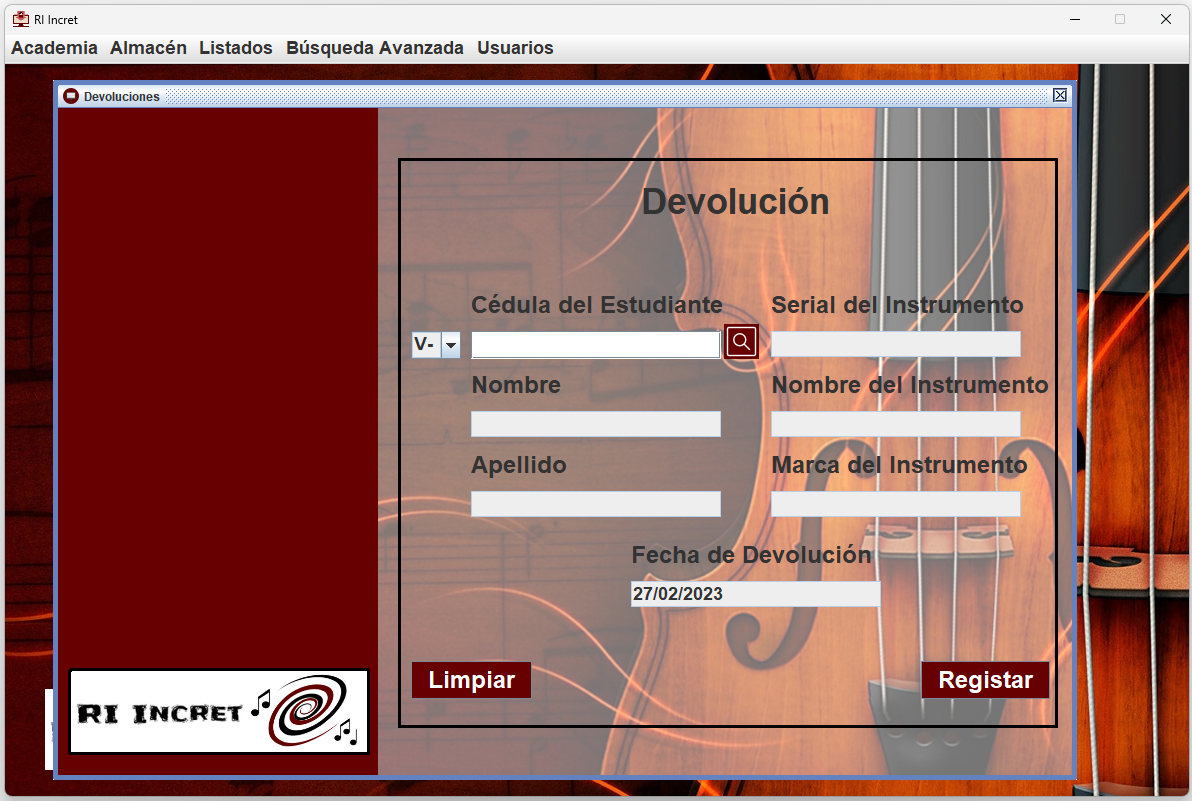 RI Incret
Academia Almacén Listados Búsqueda Avanzada Usuarios
Devoluciones
Devolución
Cédula del Estudiante
Serial del Instrumento
V-
Nombre
Nombre del Instrumento
Apellido
Marca del Instrumento
Fecha de Devolución
27/02/2023
Limpiar
Registar
RI INCRET